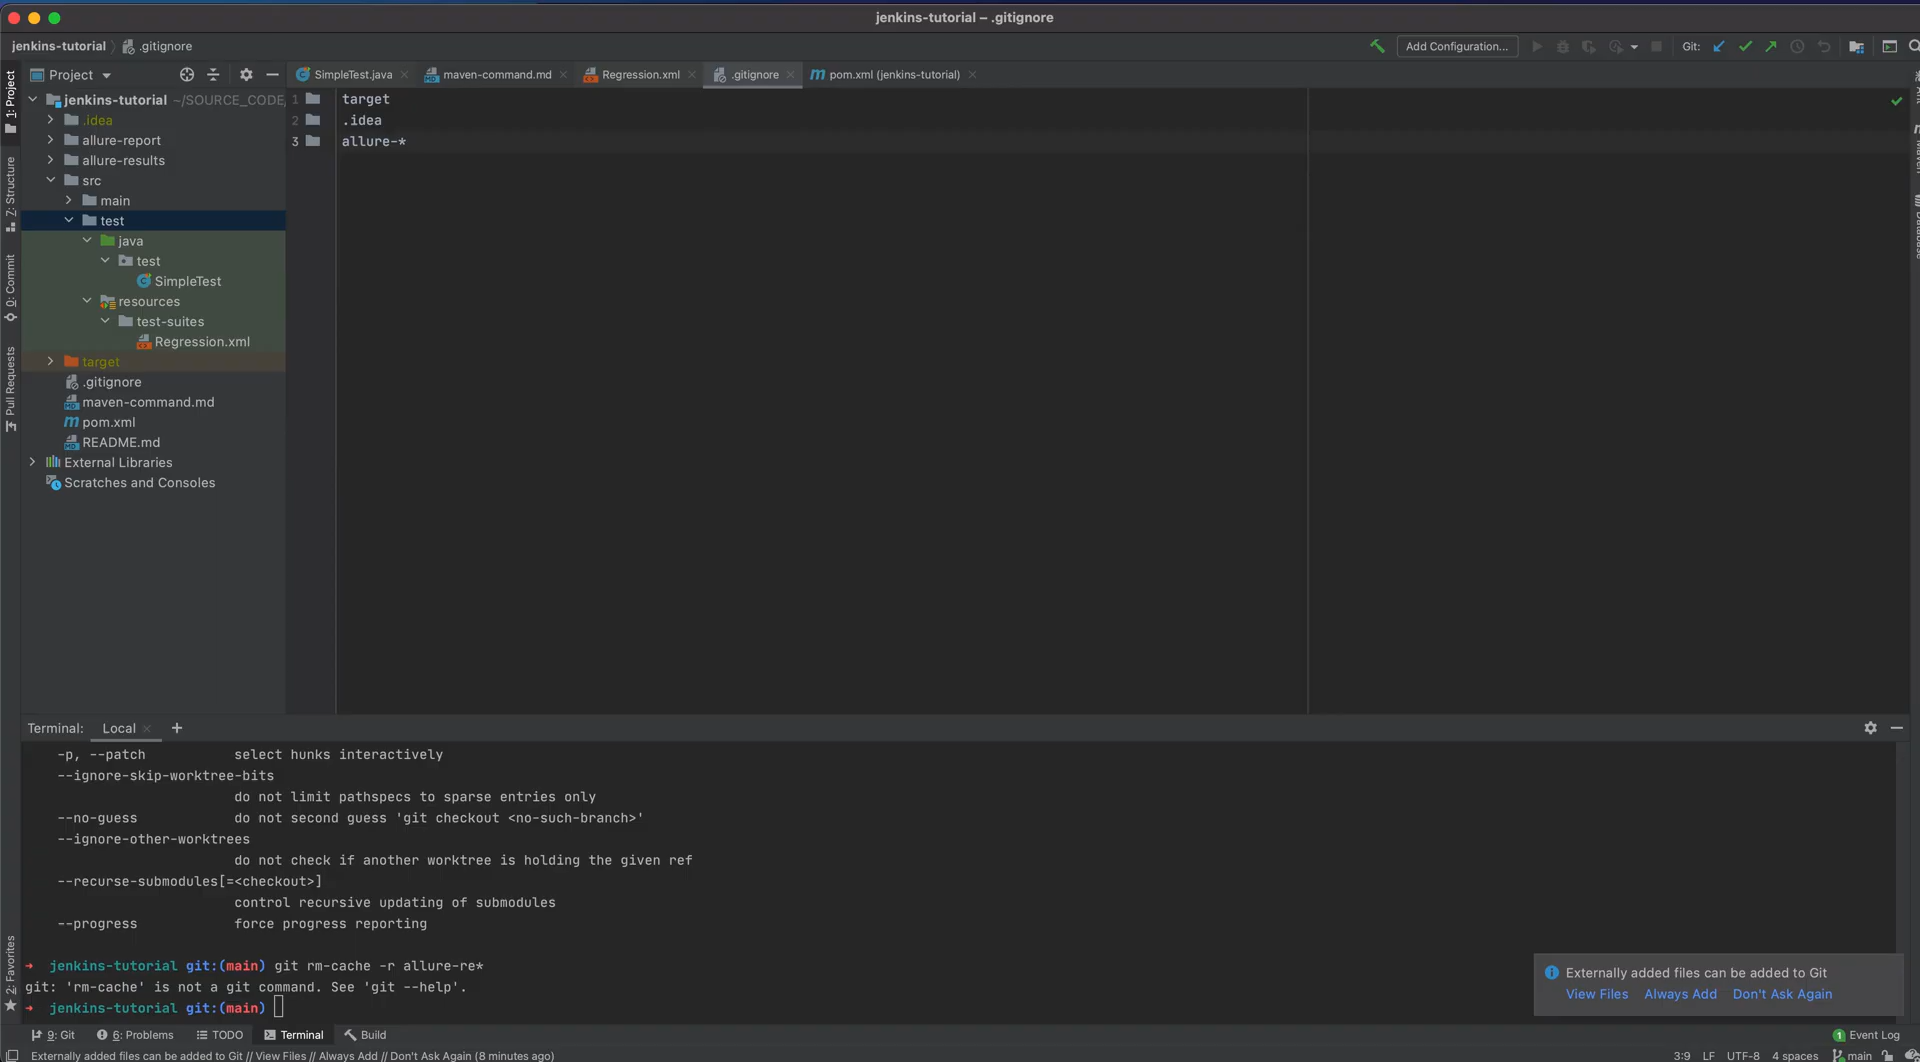 jenkins-tutorial – .gitignore
jenkins-tutorial .gitignore
Add Configuration...
Git:
1: Project
Project
SimpleTest.java
maven-command.md
Regression.xml
.gitignore
pom.xml (jenkins-tutorial)
jenkins-tutorial ~/SOURCE_CODE/
.idea
allure-report
allure-results
src
main
test
java
test
SimpleTest
resources
test-suites
Regression.xml
target
.gitignore
maven-command.md
pom.xml
README.md
External Libraries
Scratches and Consoles
1 target
2 .idea
3 allure-*
Z: Structure
0: Commit
Pull Requests
2: Favorites
Terminal: Local
-p, --patch select hunks interactively
--ignore-skip-worktree-bits
do not limit pathspecs to sparse entries only
--no-guess do not second guess 'git checkout <no-such-branch>'
--ignore-other-worktrees
do not check if another worktree is holding the given ref
--recurse-submodules[=<checkout>]
control recursive updating of submodules
--progress force progress reporting
➜ jenkins-tutorial git:(main) git rm-cache -r allure-re*
git: 'rm-cache' is not a git command. See 'git --help'.
➜ jenkins-tutorial git:(main)
Externally added files can be added to Git
View Files Always Add Don't Ask Again
9: Git 6: Problems TODO Terminal Build
1 Event Log
Externally added files can be added to Git // View Files // Always Add // Don't Ask Again (8 minutes ago)
3:9 LF UTF-8 4 spaces main